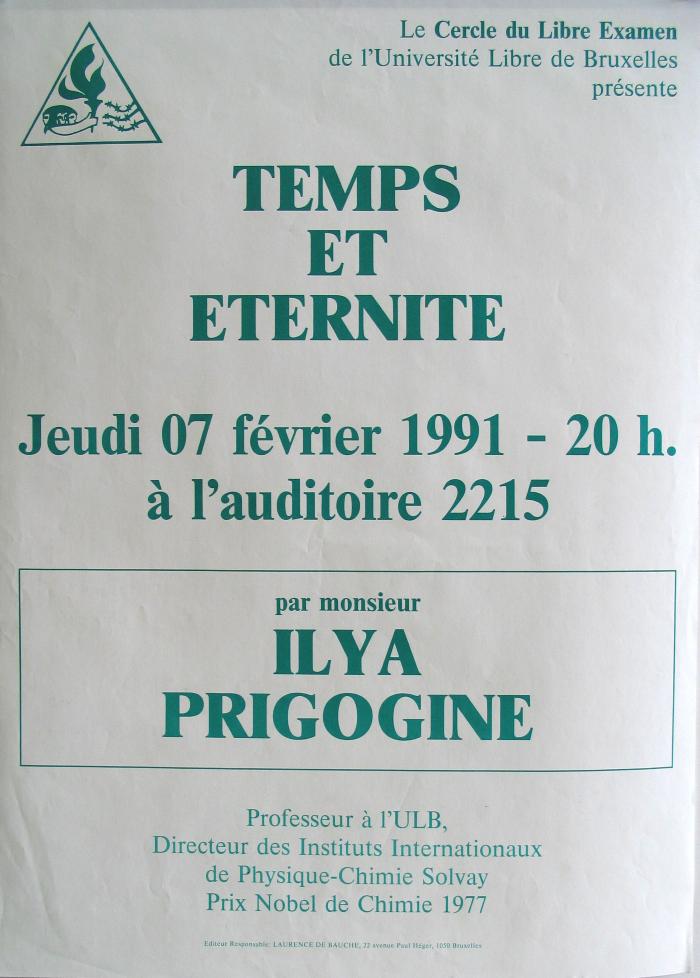 Le Cercle du Libre Examen
de l'Université Libre de Bruxelles
présente
TEMPS
ET
ETERNITE
Jeudi 07 février 1991 - 20 h.
à l'auditoire 2215
par monsieur
ILYA
PRIGOGINE
Professeur à l'ULB,
Directeur des Instituts Internationaux
de Physique-Chimie Solvay
Prix Nobel de Chimie 1977
Editeur Responsable: LAURENCE DE BAUCHE, 22 avenue Paul Héger, 1050 Bruxelles